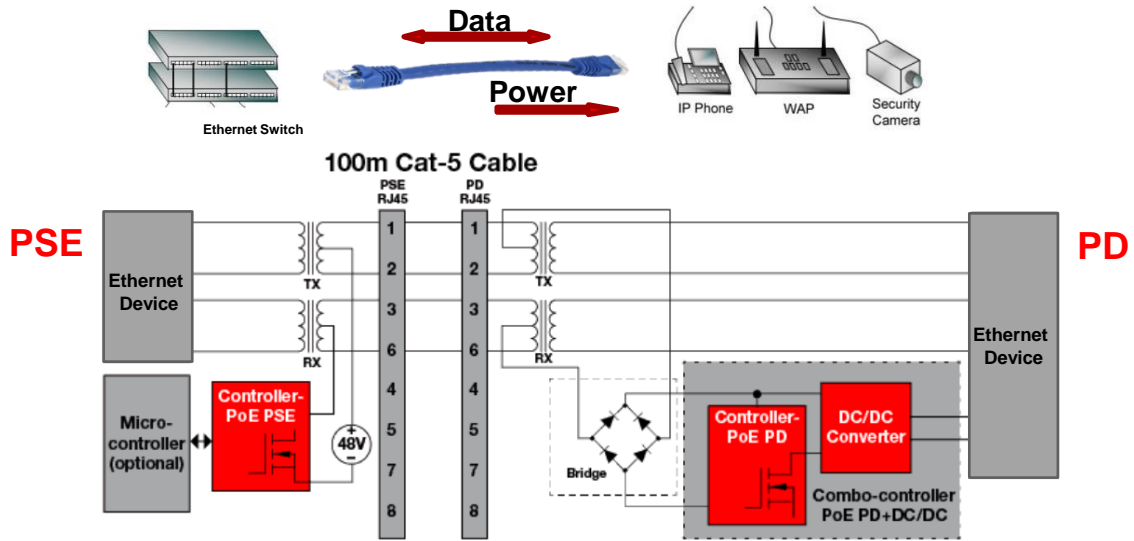 Data
Power
Ethernet Switch
IP Phone
WAP
Security
Camera
100m Cat-5 Cable
PSE
RJ45
PD
RJ45
PSE
PD
Ethernet
Device
TX
RX
1
2
3
6
4
5
7
8
1
2
3
6
4
5
7
8
TX
RX
Ethernet
Device
Micro-
controller
(optional)
Controller-
PoE PSE
+
48V
–
Bridge
Controller-
PoE PD
DC/DC
Converter
Combo-controller
PoE PD+DC/DC